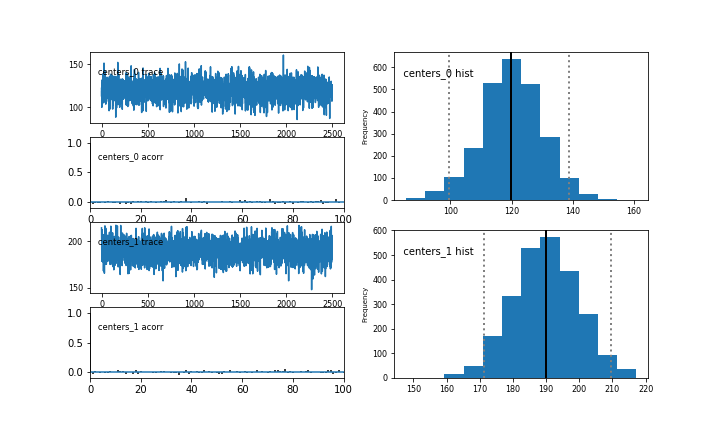 centers_0 trace
150
100
0 500 1000 1500 2000 2500
centers_0 acorr
1.0
0.5
0.0
0 20 40 60 80 100
centers_1 trace
200
150
0 500 1000 1500 2000 2500
centers_1 acorr
1.0
0.5
0.0
0 20 40 60 80 100
centers_0 hist
Frequency
600
500
400
300
200
100
0
100 120 140 160
centers_1 hist
Frequency
600
500
400
300
200
100
0
150 160 170 180 190 200 210 220